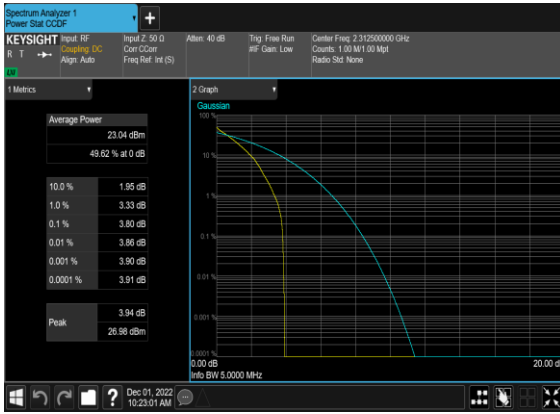 Spectrum Analyzer 1
Power Stat CCDF
KEYSIGHT
R T
LXI
Input: RF
Coupling: DC
Align: Auto
Input Z: 50 Ω
Corr CCorr
Freq Ref: Int (S)
Atten: 40 dB
Trig: Free Run
#IF Gain: Low
Center Freq: 2.312500000 GHz
Counts: 1.00 M/1.00 Mpt
Radio Std: None
1 Metrics
Average Power
23.04 dBm
49.62 % at 0 dB
10.0 % 1.95 dB
1.0 % 3.33 dB
0.1 % 3.80 dB
0.01 % 3.86 dB
0.001 % 3.90 dB
0.0001 % 3.91 dB
Peak
3.94 dB
26.98 dBm
2 Graph
Gaussian
100 %
10 %
1 %
0.1 %
0.01 %
0.001 %
0.0001 %
0.00 dB
20.00 d
Info BW 5.0000 MHz
?
Dec 01, 2022
10:23:01 AM